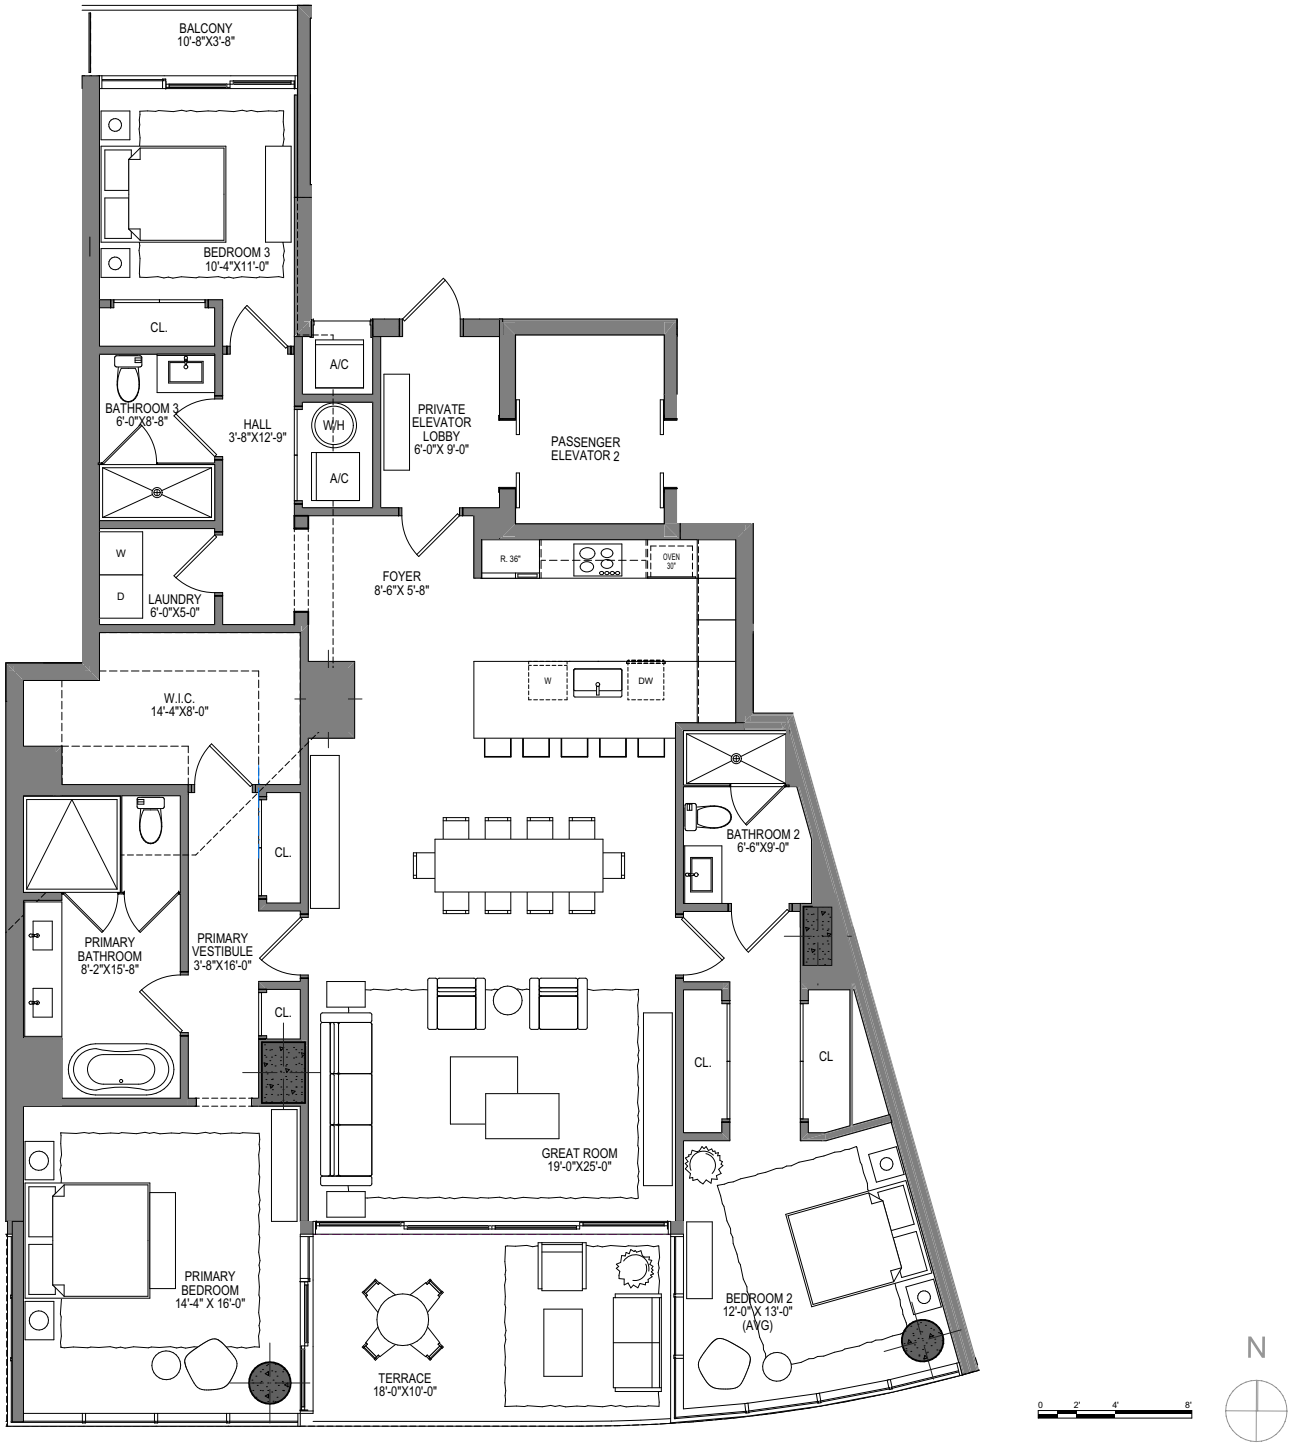 BALCONY
10'-8"X3'-8"
BEDROOM 3
10'-4"X11'-0"
CL.
A/C
BATHROOM 3
6'-0"X8'-8"
HALL
3'-8"X12'-9"
W/H
A/C
PRIVATE
ELEVATOR
LOBBY
6'-0"X 9'-0"
PASSENGER
ELEVATOR 2
W
D
LAUNDRY
6'-0"X5-0"
FOYER
8'-6"X 5'-8"
R. 36"
OVEN
30"
W
DW
W.I.C.
14'-4"X8'-0"
CL.
BATHROOM 2
6'-6"X9'-0"
PRIMARY
BATHROOM
8'-2"X15'-8"
PRIMARY
VESTIBULE
3'-8"X16'-0"
CL.
CL.
CL
GREAT ROOM
19'-0"X25'-0"
PRIMARY
BEDROOM
14'-4" X 16'-0"
BEDROOM 2
12'-0" X 13'-0"
(AVG)
TERRACE
18'-0"X10'-0"
N
0 2' 4' 8'